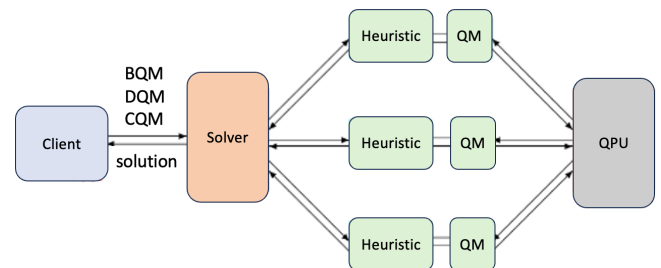 BQM
DQM
CQM
Client
solution
Solver
Heuristic
QM
Heuristic
QM
Heuristic
QM
QPU